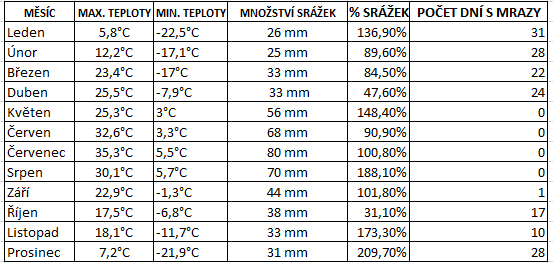 MĚSÍC MAX. TEPLOTY MIN. TEPLOTY MNOŽSTVÍ SRÁŽEK % SRÁŽEK POČET DNÍ S MRAZY
Leden 5,8°C -22,5°C 26 mm 136,90% 31
Únor 12,2°C -17,1°C 25 mm 89,60% 28
Březen 23,4°C -17°C 33 mm 84,50% 22
Duben 25,5°C -7,9°C 33 mm 47,60% 24
Květen 25,3°C 3°C 56 mm 148,40% 0
Červen 32,6°C 3,3°C 68 mm 90,90% 0
Červenec 35,3°C 5,5°C 80 mm 100,80% 0
Srpen 30,1°C 5,7°C 70 mm 188,10% 0
Září 22,9°C -1,3°C 44 mm 101,80% 1
Říjen 17,5°C -6,8°C 38 mm 31,10% 17
Listopad 18,1°C -11,7°C 33 mm 173,30% 10
Prosinec 7,2°C -21,9°C 31 mm 209,70% 28